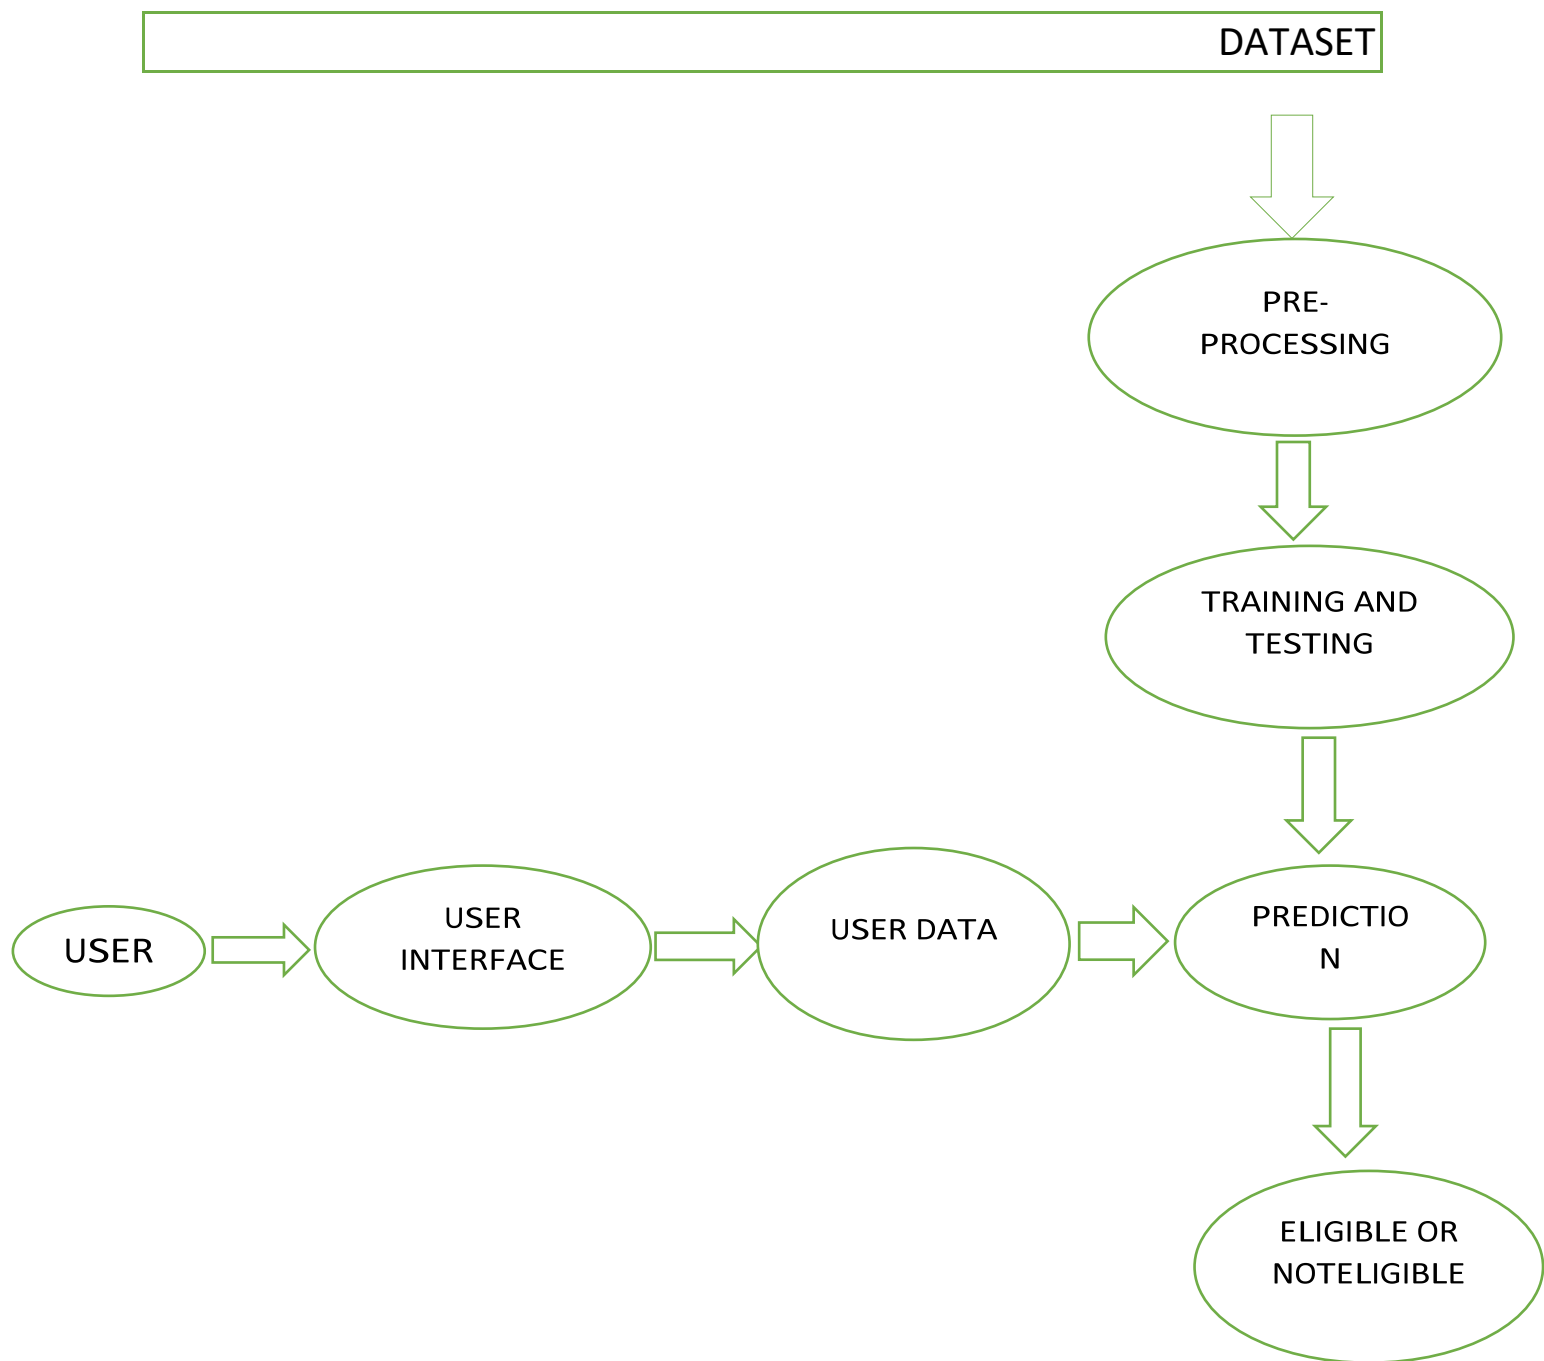 DATASET
PRE-
PROCESSING
TRAINING AND
TESTING
USER
USER
INTERFACE
USER DATA
PREDICTIO
N
ELIGIBLE OR
NOTELIGIBLE